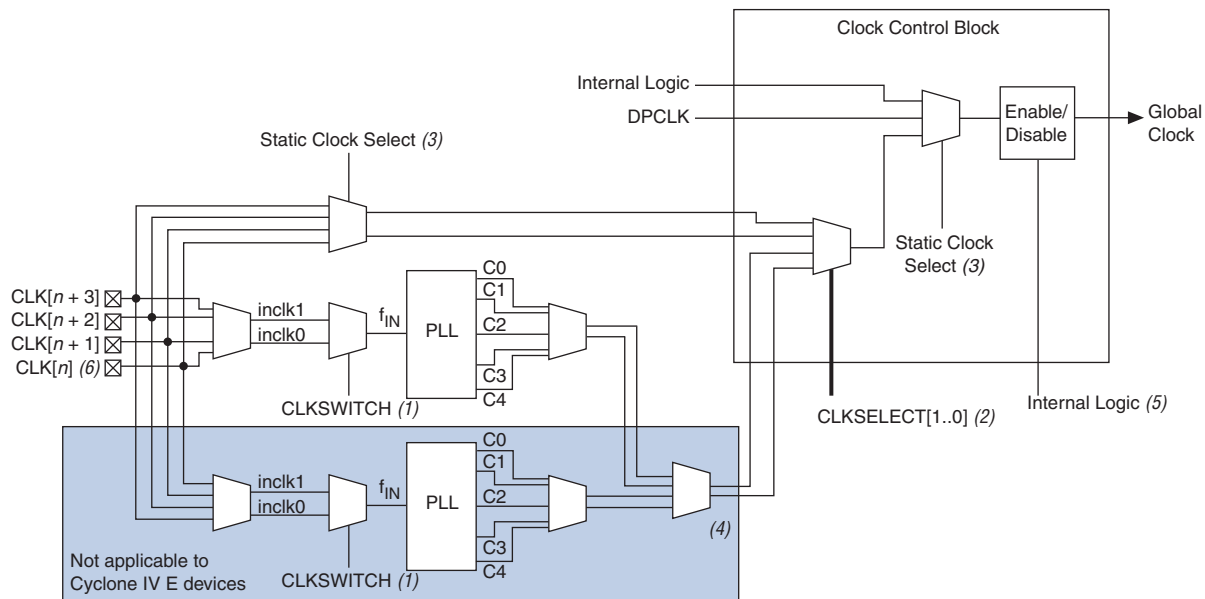 Clock Control Block
Internal Logic
DPCLK
Enable/
Disable
Global
Clock
Static Clock Select (3)
Static Clock
Select (3)
CLK[n + 3]
CLK[n + 2]
CLK[n + 1]
CLK[n] (6)
inclk1
inclk0
fIN
PLL
C0
C1
C2
C3
C4
CLKSWITCH (1)
CLKSELECT[1..0] (2)
Internal Logic (5)
inclk1
inclk0
fIN
PLL
C0
C1
C2
C3
C4
(4)
CLKSWITCH (1)
Not applicable to
Cyclone IV E devices